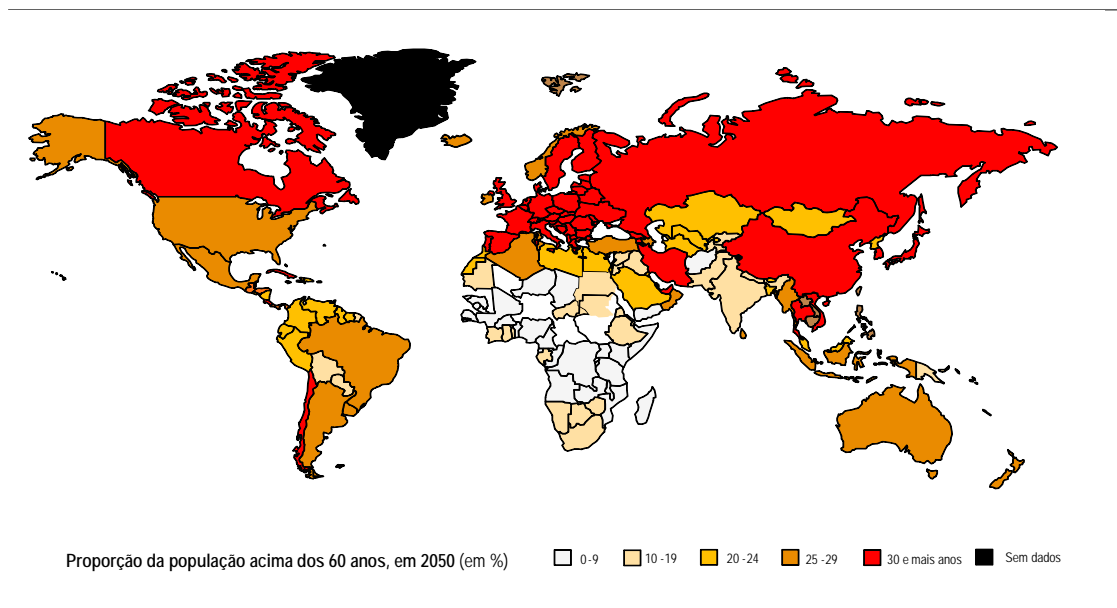 Proporção da população acima dos 60 anos, em 2050 (em %)
0-9
10 -19
20 -24
25 -29
30 e mais anos
Sem dados